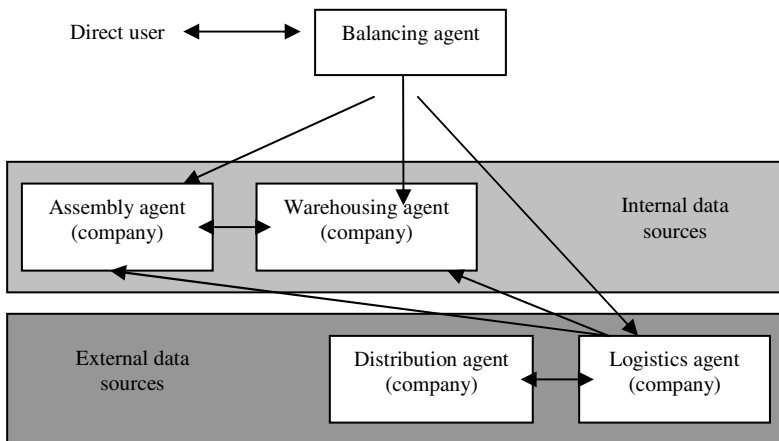 Direct user
Balancing agent
Assembly agent
(company)
Warehousing agent
(company)
Internal data
sources
External data
sources
Distribution agent
(company)
Logistics agent
(company)